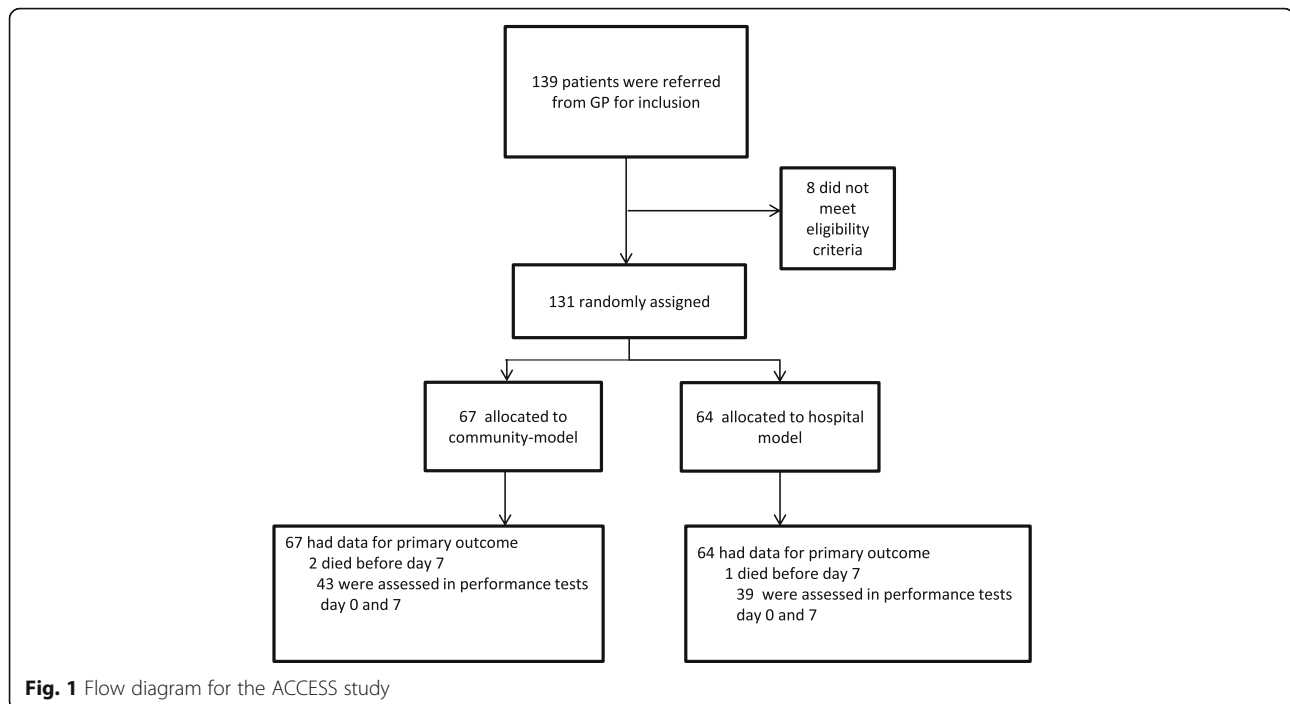 139 patients were referred
from GP for inclusion
8 did not
meet
eligibility
criteria
131 randomly assigned
67 allocated to
community-model
64 allocated to hospital
model
67 had data for primary outcome
2 died before day 7
43 were assessed in performance tests
day 0 and 7
64 had data for primary outcome
1 died before day 7
39 were assessed in performance tests
day 0 and 7
Fig. 1 Flow diagram for the ACCESS study